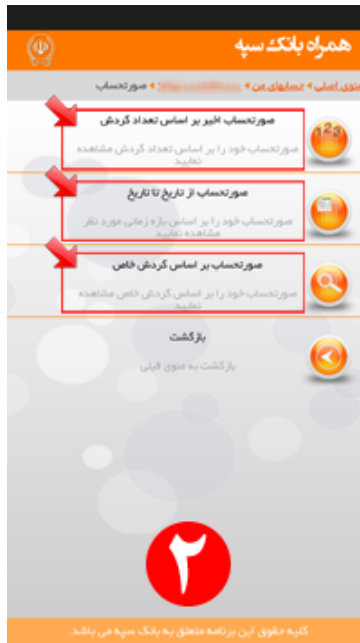 همراه بانک سپه
منوی اصلی حسابهای من صورتحساب
صورتحساب اخیر بر اساس تعداد گردش
123
صورتحساب خود را بر اساس تعداد گردش مشاهده
نمایید
صورتحساب از تاریخ تا تاریخ
صورتحساب خود را بر اساس بازه زمانی مورد نظر
مشاهده نمایید
صورتحساب بر اساس گردش خاص
صورتحساب خود را بر اساس گردش خاص مشاهده
نمایید
بازگشت
بازگشت به منوی قبلی
۲
کلیه حقوق این برنامه متعلق به بانک سپه می باشد.